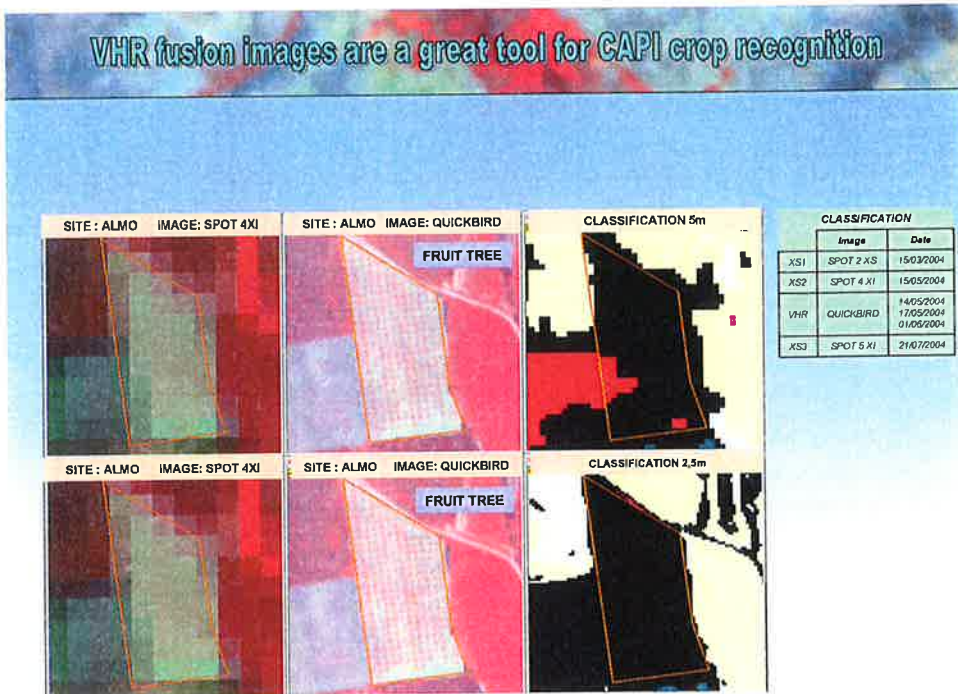 VHR fusion images are a great tool for CAPI crop recognition
SITE : ALMO IMAGE: SPOT 4XI
SITE : ALMO IMAGE: QUICKBIRD
FRUIT TREE
CLASSIFICATION 5m
SITE : ALMO IMAGE: SPOT 4XI
SITE : ALMO IMAGE: QUICKBIRD
FRUIT TREE
CLASSIFICATION 2,5m
CLASSIFICATION
Image Date
XS1 SPOT 2 XS 15/03/2004
XS2 SPOT 4 XI 15/05/2004
VHR QUICKBIRD 14/05/2004
17/05/2004
01/06/2004
XS3 SPOT 5 XI 21/07/2004